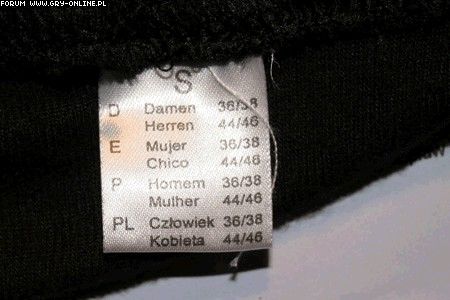 FORUM WWW.GRY-ONLINE.PL
S
D Damen 36/38
Herren 44/46
E Mujer 36/38
Chico 44/46
P Homem 36/38
Mulher 44/46
PL Człowiek 36/38
Kobieta 44/46